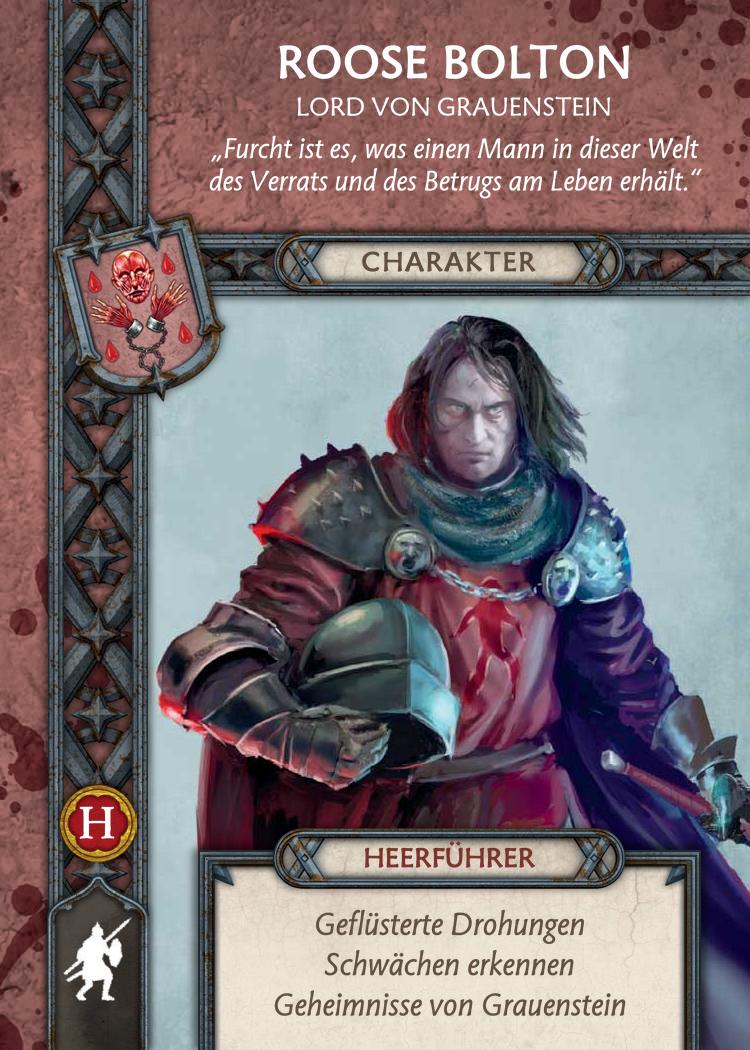 ROOSE BOLTON
LORD VON GRAUENSTEIN
„Furcht ist es, was einen Mann in dieser Welt
des Verrats und des Betrugs am Leben erhält.“
CHARAKTER
H
HEERFÜHRER
Geflüsterte Drohungen
Schwächen erkennen
Geheimnisse von Grauenstein